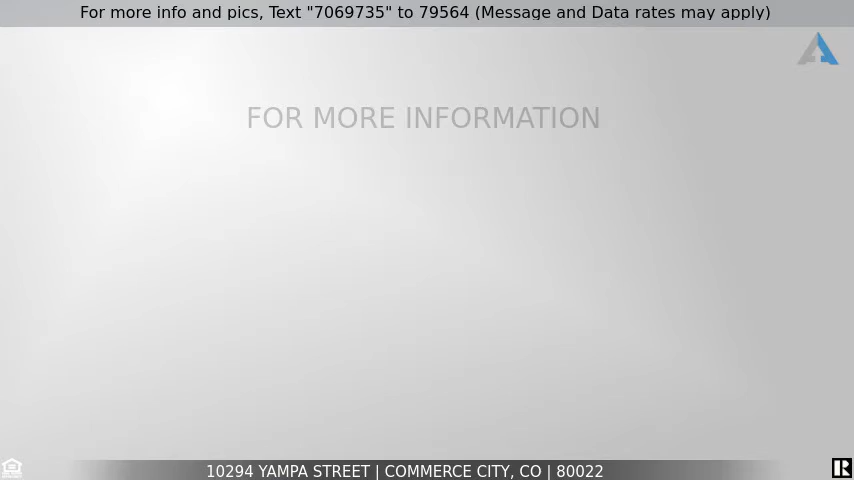 For more info and pics, Text "7069735" to 79564 (Message and Data rates may apply)
FOR MORE INFORMATION
10294 YAMPA STREET | COMMERCE CITY, CO | 80022